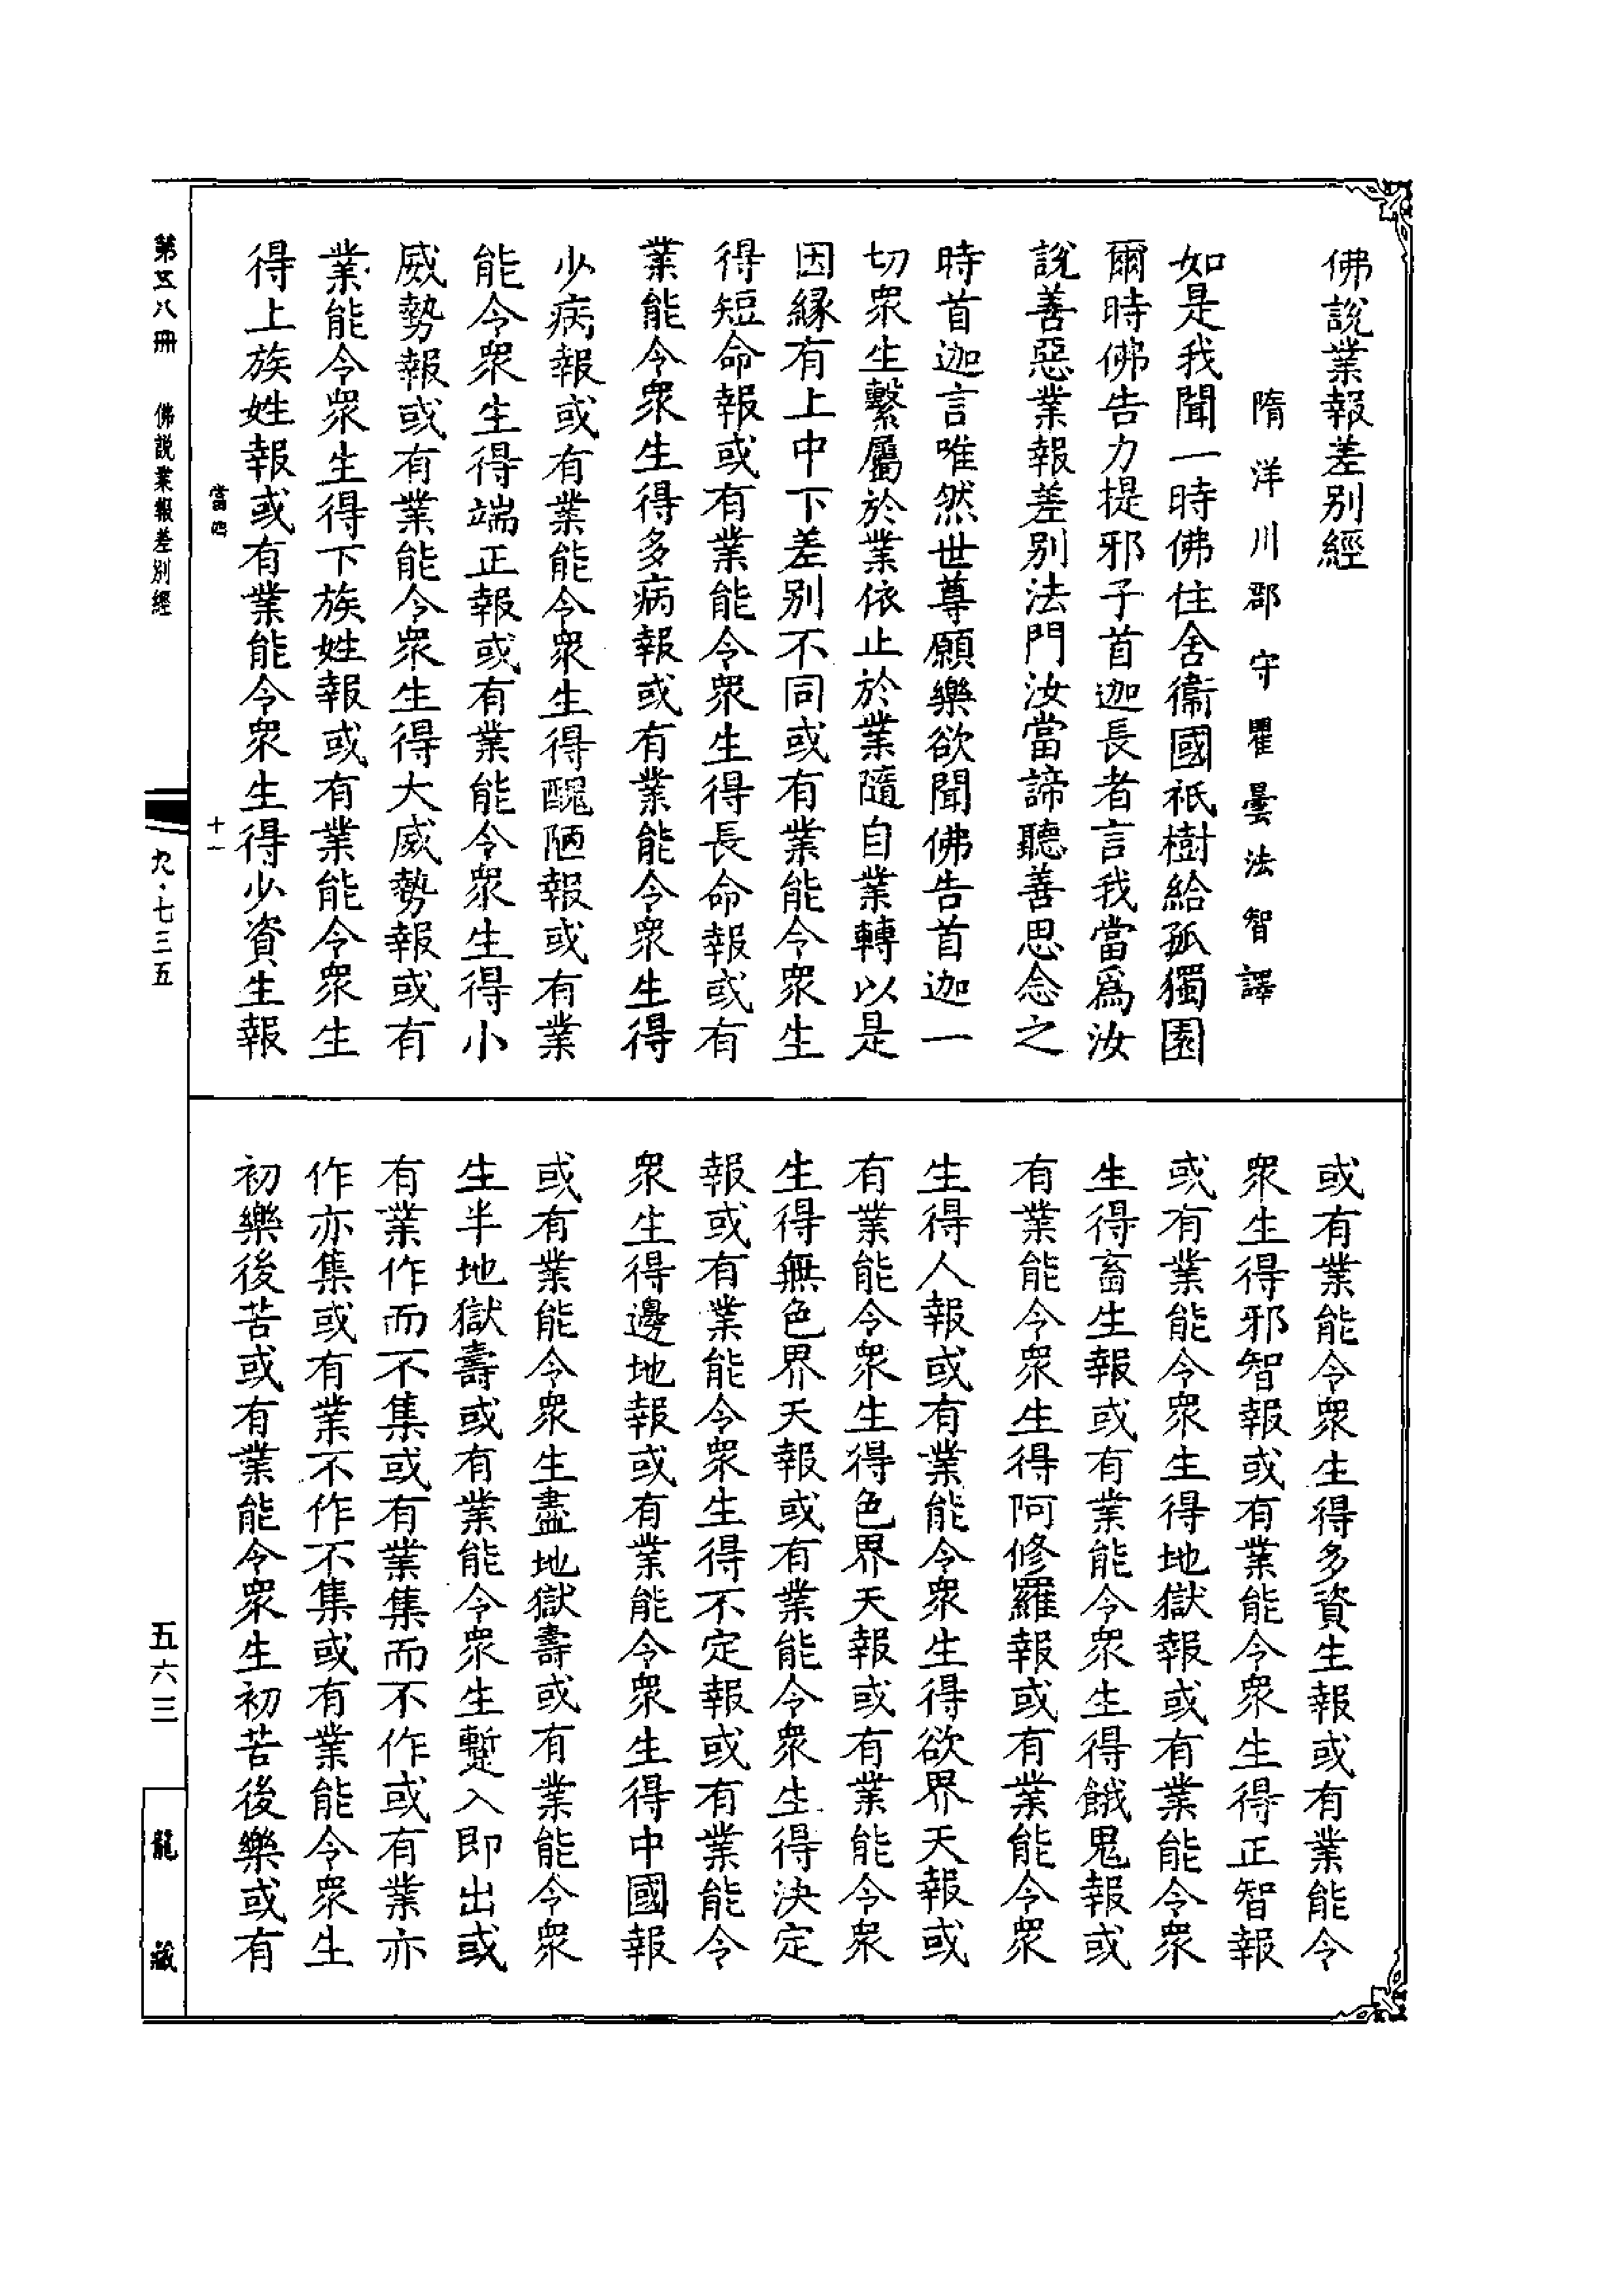 佛說業報差別經
隋洋川郡守瞿曇法智譯
如是我聞一時佛住舍衞國祇樹給孤獨園
爾時佛告力提邪子首迦長者言我當爲汝
說善惡業報差別法門汝當諦聽善思念之
時首迦言唯然世尊願樂欲聞佛告首迦一
切衆生繫屬於業依止於業隨自業轉以是
因緣有上中下差別不同或有業能令衆生
得短命報或有業能令衆生得長命報或有
業能令衆生得多病報或有業能令衆生得
少病報或有業能令衆生得醜陋報或有業
能令衆生得端正報或有業能令衆生得小
威勢報或有業能令衆生得大威勢報或有
業能令衆生得下族姓報或有業能令衆生
得上族姓報或有業能令衆生得少資生報
或有業能令衆生得多資生報或有業能令
衆生得邪智報或有業能令衆生得正智報
或有業能令衆生得地獄報或有業能令衆
生得畜生報或有業能令衆生得餓鬼報或
有業能令衆生得阿修羅報或有業能令衆
生得人報或有業能令衆生得欲界天報或
有業能令衆生得色界天報或有業能令衆
生得無色界天報或有業能令衆生得決定
報或有業能令衆生得不定報或有業能令
衆生得邊地報或有業能令衆生得中國報
或有業能令衆生盡地獄壽或有業能令衆
生半地獄壽或有業能令衆生蹔入即出或
有業作而不集或有業集而不作或有業亦
作亦集或有業不作不集或有業能令衆生
初樂後苦或有業能令衆生初苦後樂或有
當
十一
第五八冊 佛說業報差別經
九·七三五
五六三
龍藏